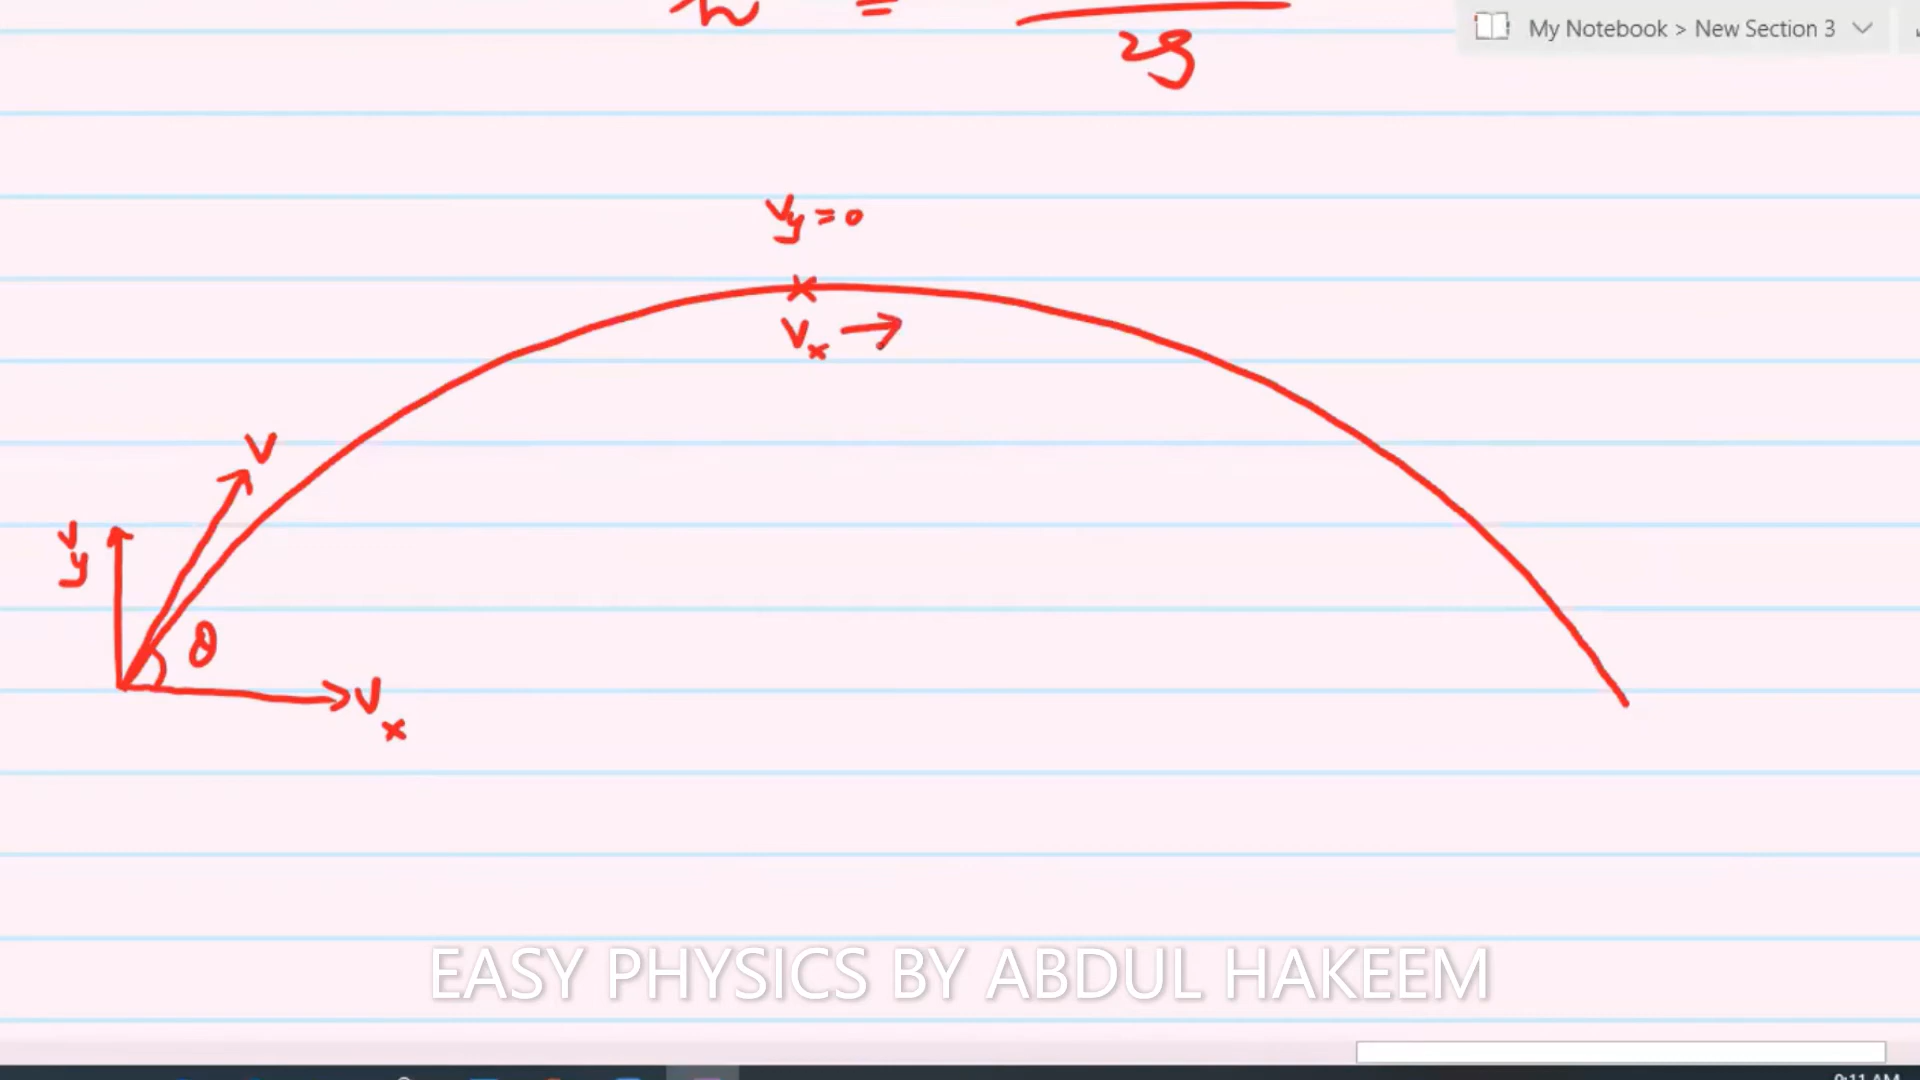 h =
2g
My Notebook > New Section 3
Vy = 0
Vx →
V
Vy
θ
Vx
EASY PHYSICS BY ABDUL HAKEEM